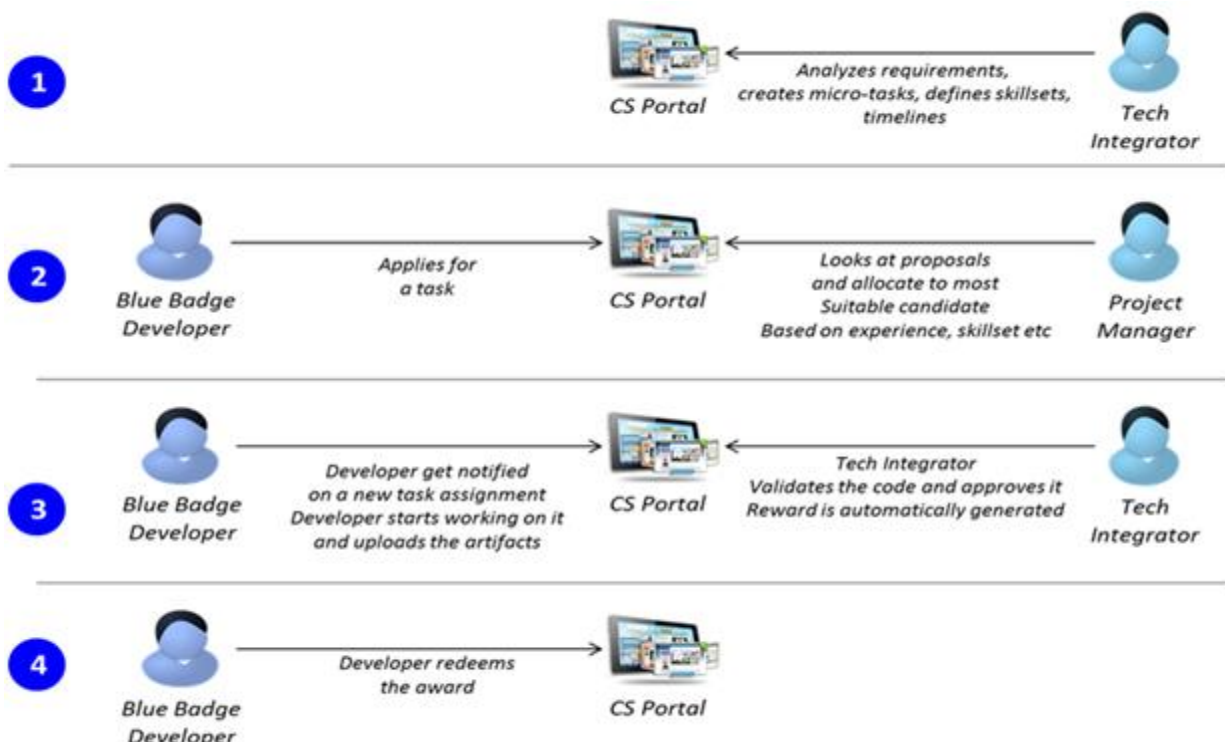 1
CS Portal
Analyzes requirements,
creates micro-tasks, defines skillsets,
timelines
Tech
Integrator
2
Blue Badge
Developer
Applies for
a task
CS Portal
Looks at proposals
and allocate to most
Suitable candidate
Based on experience, skillset etc
Project
Manager
3
Blue Badge
Developer
Developer get notified
on a new task assignment
Developer starts working on it
and uploads the artifacts
CS Portal
Tech Integrator
Validates the code and approves it
Reward is automatically generated
Tech
Integrator
4
Blue Badge
Developer
Developer redeems
the award
CS Portal